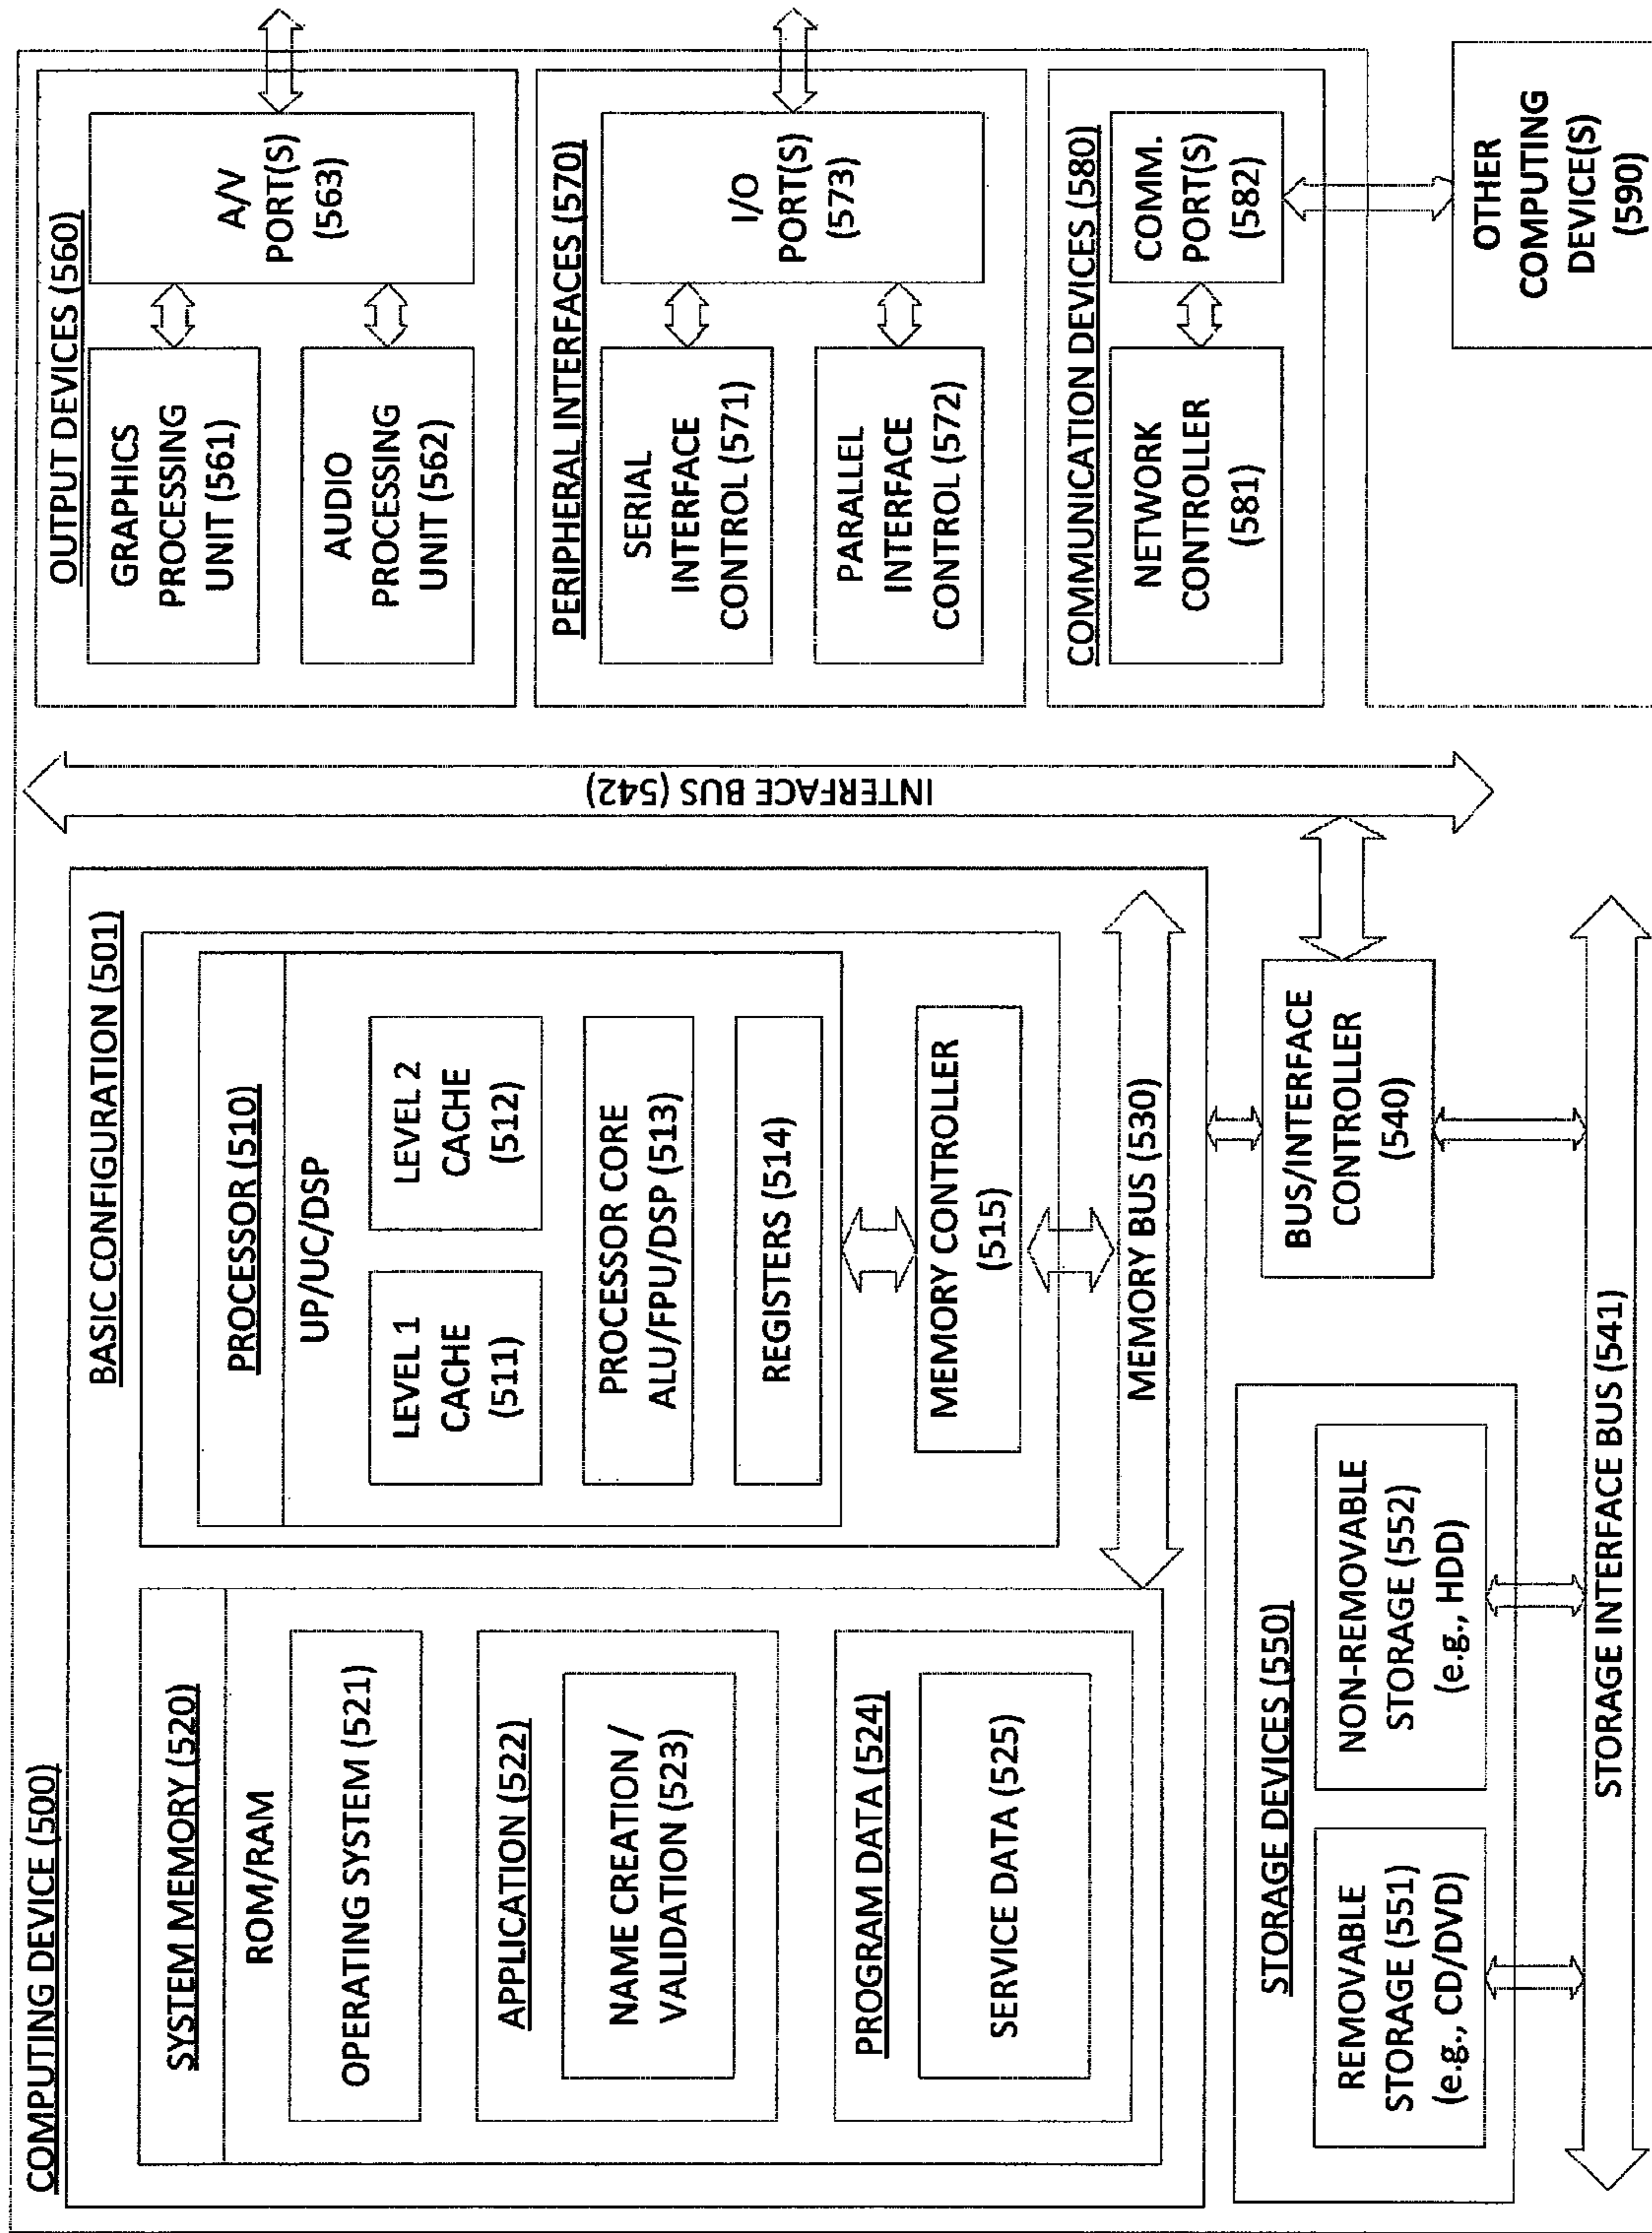 COMPUTING DEVICE (500)
BASIC CONFIGURATION (501)
SYSTEM MEMORY (520)
ROM/RAM
OPERATING SYSTEM (521)
APPLICATION (522)
NAME CREATION /
VALIDATION (523)
PROGRAM DATA (524)
SERVICE DATA (525)
PROCESSOR (510)
UP/UC/DSP
LEVEL 1
CACHE
(511)
LEVEL 2
CACHE
(512)
PROCESSOR CORE
ALU/FPU/DSP (513)
REGISTERS (514)
MEMORY CONTROLLER
(515)
MEMORY BUS (530)
BUS/INTERFACE
CONTROLLER
(540)
STORAGE DEVICES (550)
REMOVABLE
STORAGE (551)
(e.g., CD/DVD)
NON-REMOVABLE
STORAGE (552)
(e.g., HDD)
STORAGE INTERFACE BUS (541)
INTERFACE BUS (542)
OUTPUT DEVICES (560)
GRAPHICS
PROCESSING
UNIT (561)
AUDIO
PROCESSING
UNIT (562)
A/V
PORT(S)
(563)
PERIPHERAL INTERFACES (570)
SERIAL
INTERFACE
CONTROL (571)
PARALLEL
INTERFACE
CONTROL (572)
I/O
PORT(S)
(573)
COMMUNICATION DEVICES (580)
NETWORK
CONTROLLER
(581)
COMM.
PORT(S)
(582)
OTHER
COMPUTING
DEVICE(S)
(590)